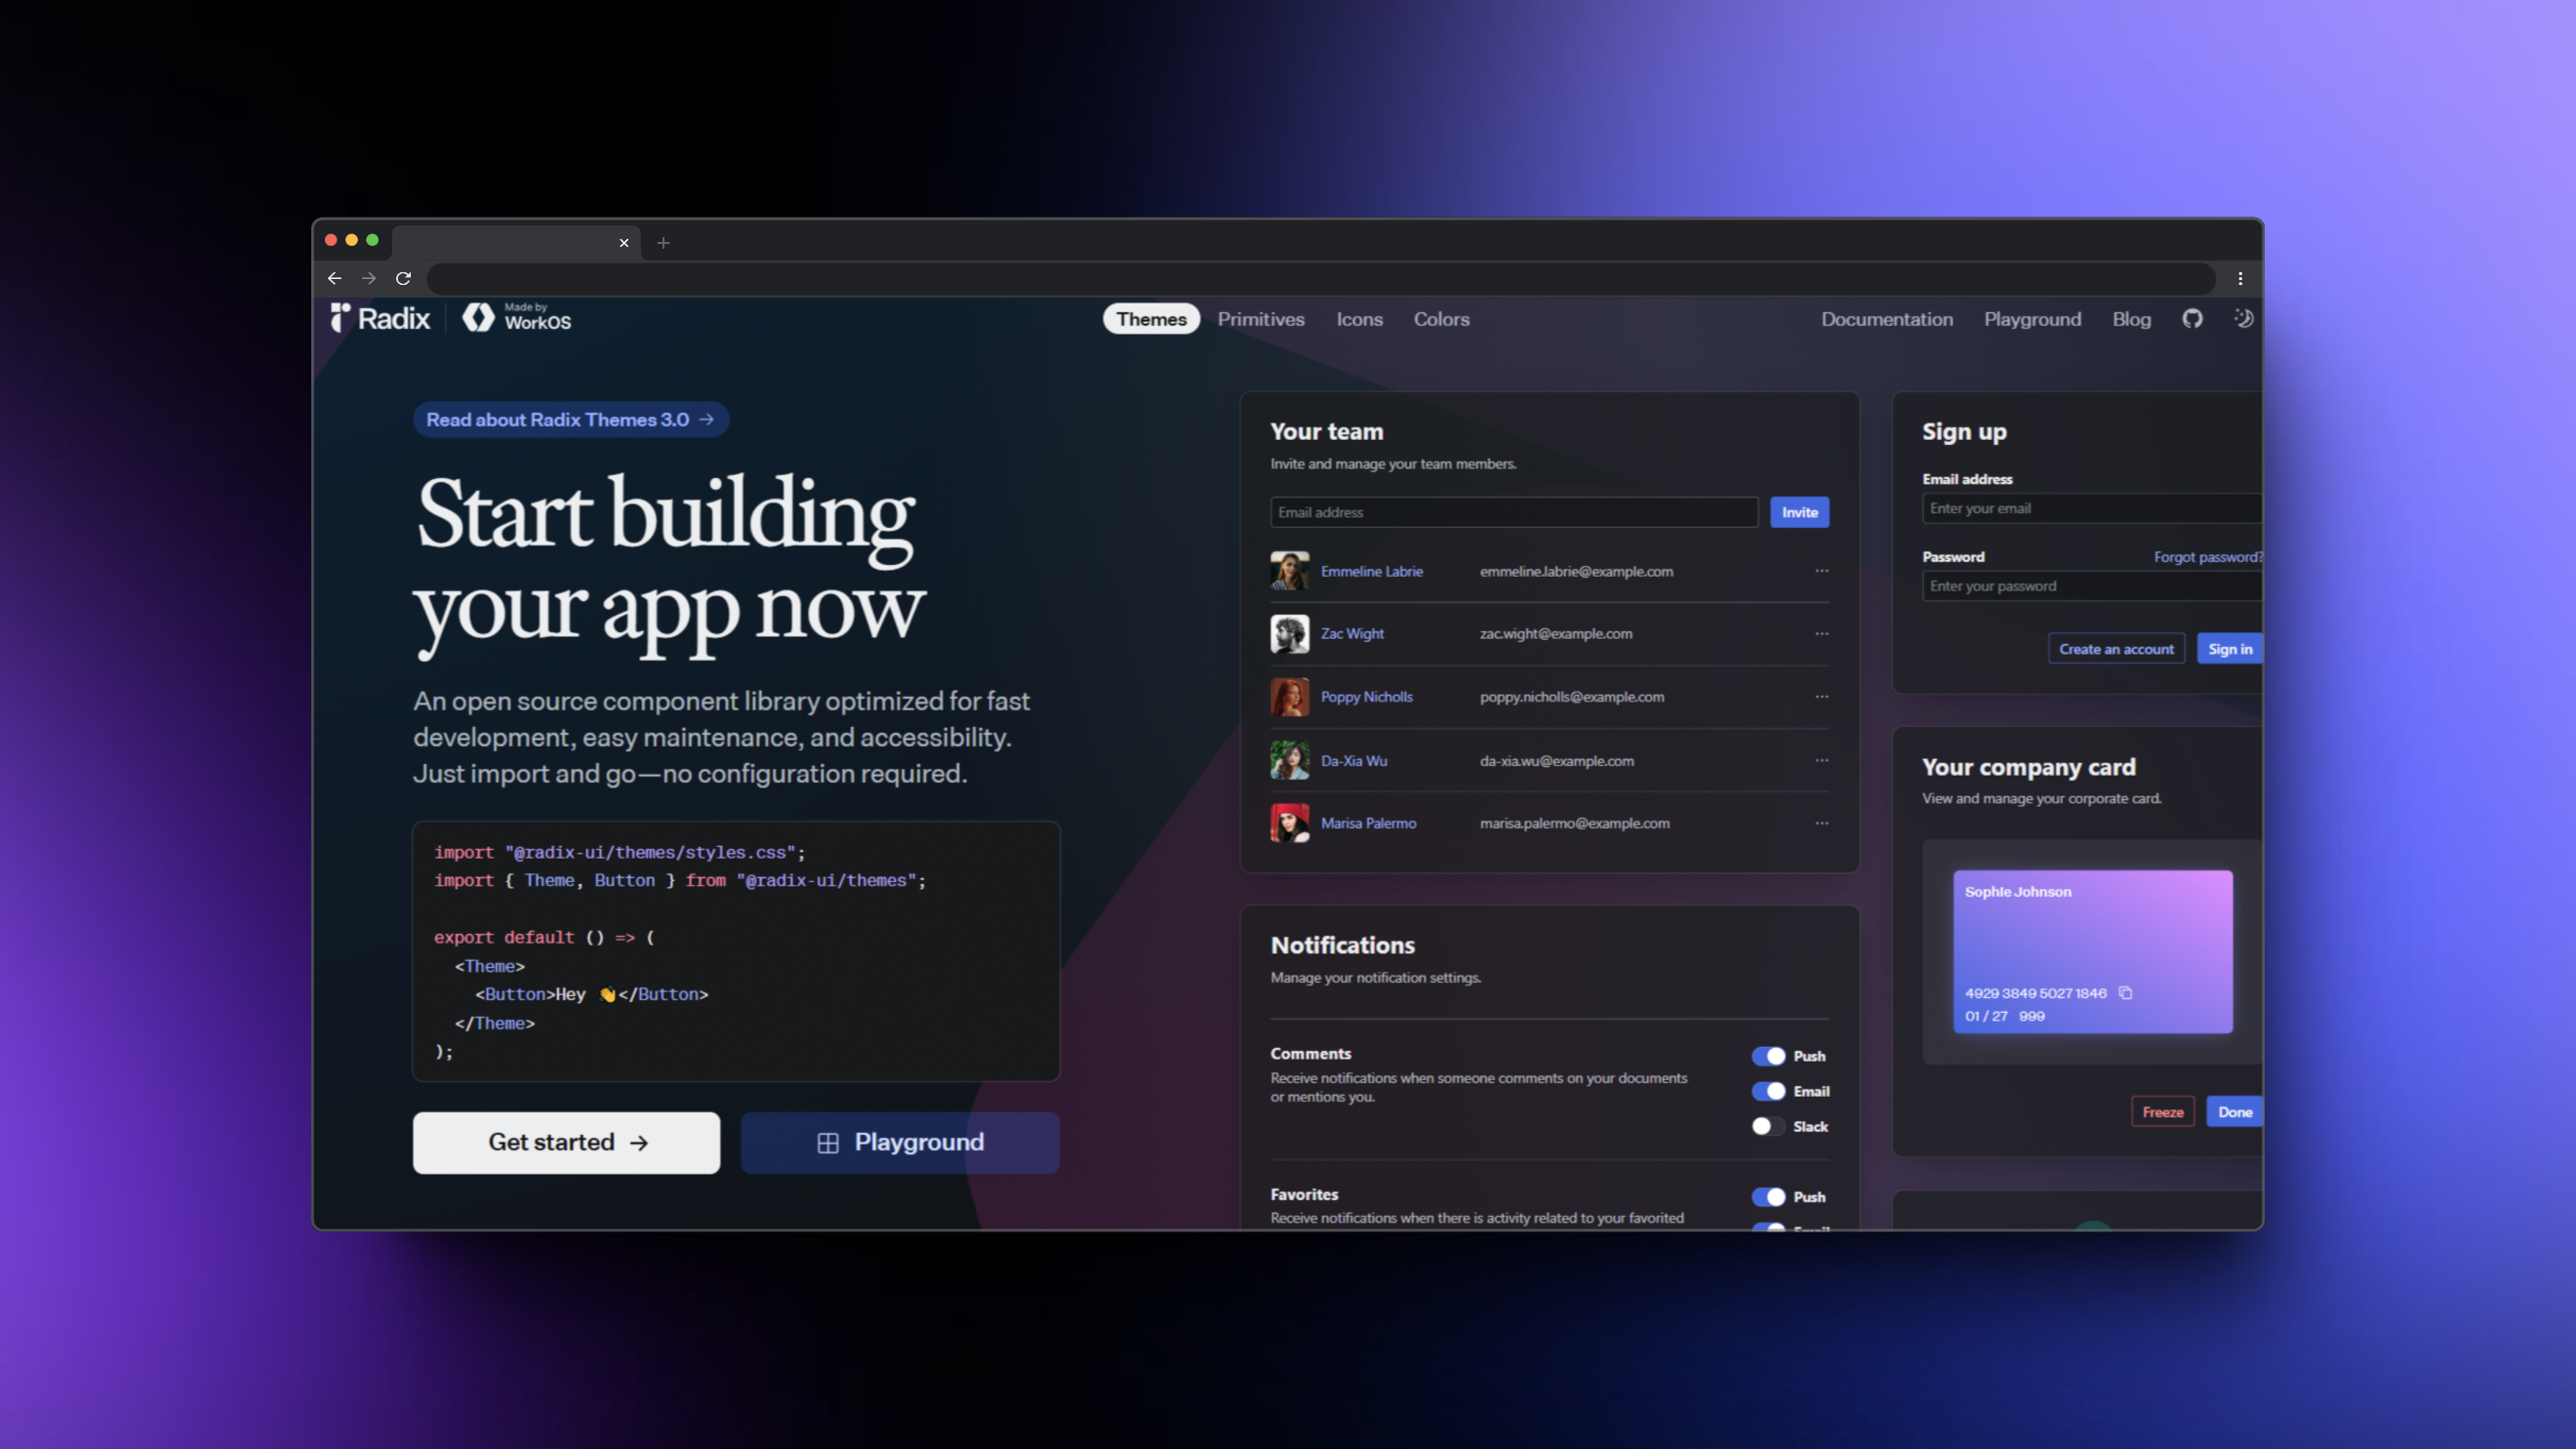 Radix
Made by
WorkOS
Themes
Primitives
Icons
Colors
Documentation
Playground
Blog
Read about Radix Themes 3.0 →
Start building
your app now
An open source component library optimized for fast
development, easy maintenance, and accessibility.
Just import and go—no configuration required.
import "@radix-ui/themes/styles.css";
import { Theme, Button } from "@radix-ui/themes";
export default () => (
<Theme>
<Button>Hey 👋</Button>
</Theme>
);
Get started →
Playground
Your team
Invite and manage your team members.
Email address
Invite
Emmeline Labrie emmeline.labrie@example.com ···
Zac Wight zac.wight@example.com ···
Poppy Nicholls poppy.nicholls@example.com ···
Da-Xia Wu da-xia.wu@example.com ···
Marisa Palermo marisa.palermo@example.com ···
Notifications
Manage your notification settings.
Comments
Receive notifications when someone comments on your documents
or mentions you.
Push
Email
Slack
Favorites
Receive notifications when there is activity related to your favorited
Push
Sign up
Email address
Enter your email
Password
Forgot password?
Enter your password
Create an account
Sign in
Your company card
View and manage your corporate card.
Sophie Johnson
4929 3849 5027 1846
01 / 27 999
Freeze
Done